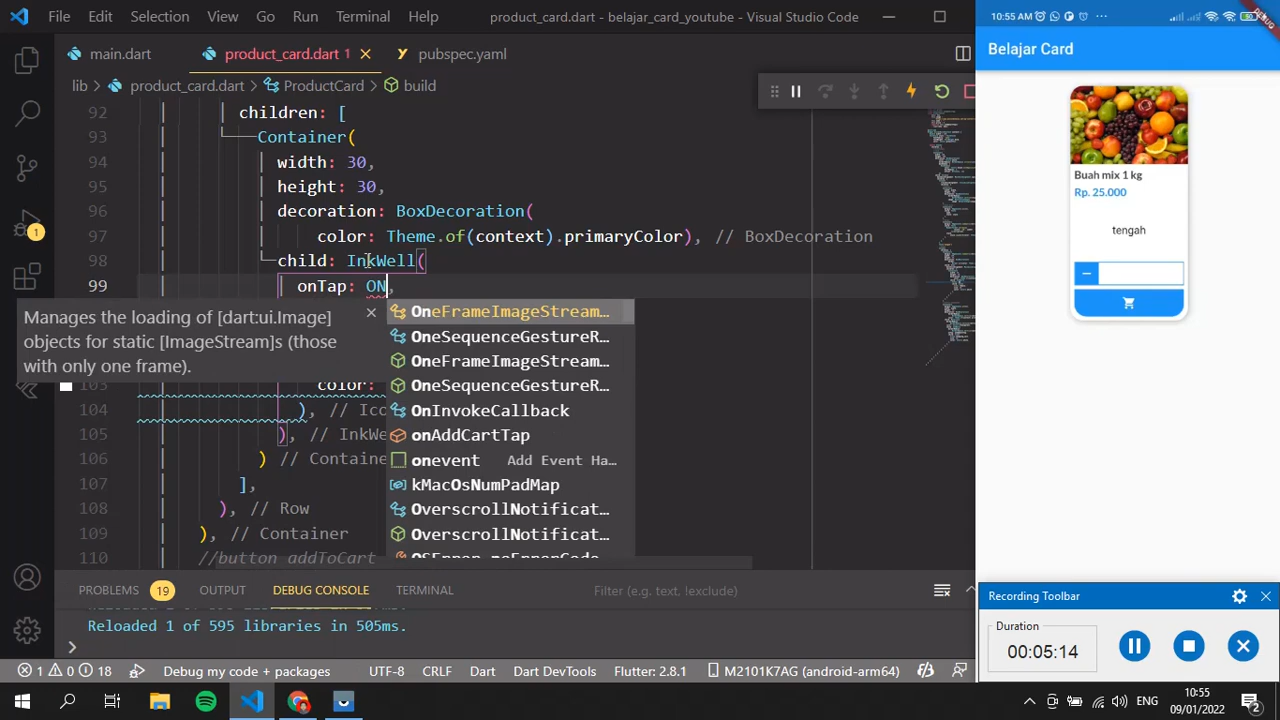 File Edit Selection View Go Run Terminal Help product_card.dart - belajar_card_youtube - Visual Studio Code
main.dart product_card.dart 1 pubspec.yaml
lib > product_card.dart > ProductCard > build
92 children: [
93 Container(
94 width: 30,
95 height: 30,
96 decoration: BoxDecoration(
97 color: Theme.of(context).primaryColor), // BoxDecoration
98 child: InkWell(
99 onTap: ON,
Manages the loading of [dart:ui.Image]
objects for static [ImageStream]s (those
with only one frame).
OneFrameImageStream…
OneSequenceGestureR…
OneFrameImageStream…
OneSequenceGestureR…
OnInvokeCallback
onAddCartTap
onevent Add Event Ha…
kMacOsNumPadMap
OverscrollNotificat…
OverscrollNotificat…
103 color:
104 ), // Ico
105 ), // InkWe
106 ) // Containe
107 ],
108 ), // Row
109 ), // Container
110 //button addToCart
1
PROBLEMS 19 OUTPUT DEBUG CONSOLE TERMINAL Filter (e.g. text, !exclude)
Reloaded 1 of 595 libraries in 505ms.
1 0 18 Debug my code + packages UTF-8 CRLF Dart Dart DevTools Flutter: 2.8.1 M2101K7AG (android-arm64)
10:55 AM
DEBUG
Belajar Card
Buah mix 1 kg
Rp. 25.000
tengah
Recording Toolbar
Duration
00:05:14
ENG
10:55
09/01/2022
2